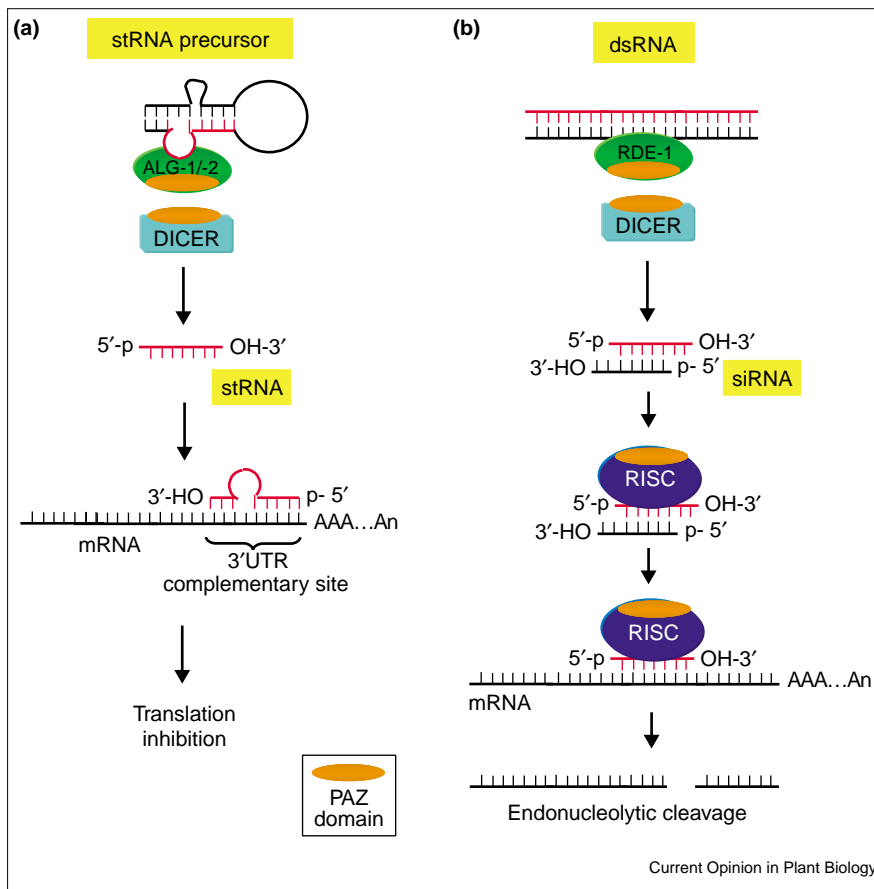 (a)
stRNA precursor
ALG-1/-2
DICER
5′-p OH-3′
stRNA
3′-HO p- 5′
AAA...An
mRNA
3′UTR
complementary site
Translation
inhibition
PAZ
domain
(b)
dsRNA
RDE-1
DICER
5′-p OH-3′
3′-HO p- 5′
siRNA
RISC
5′-p OH-3′
3′-HO p- 5′
RISC
5′-p OH-3′
AAA...An
mRNA
Endonucleolytic cleavage
Current Opinion in Plant Biology